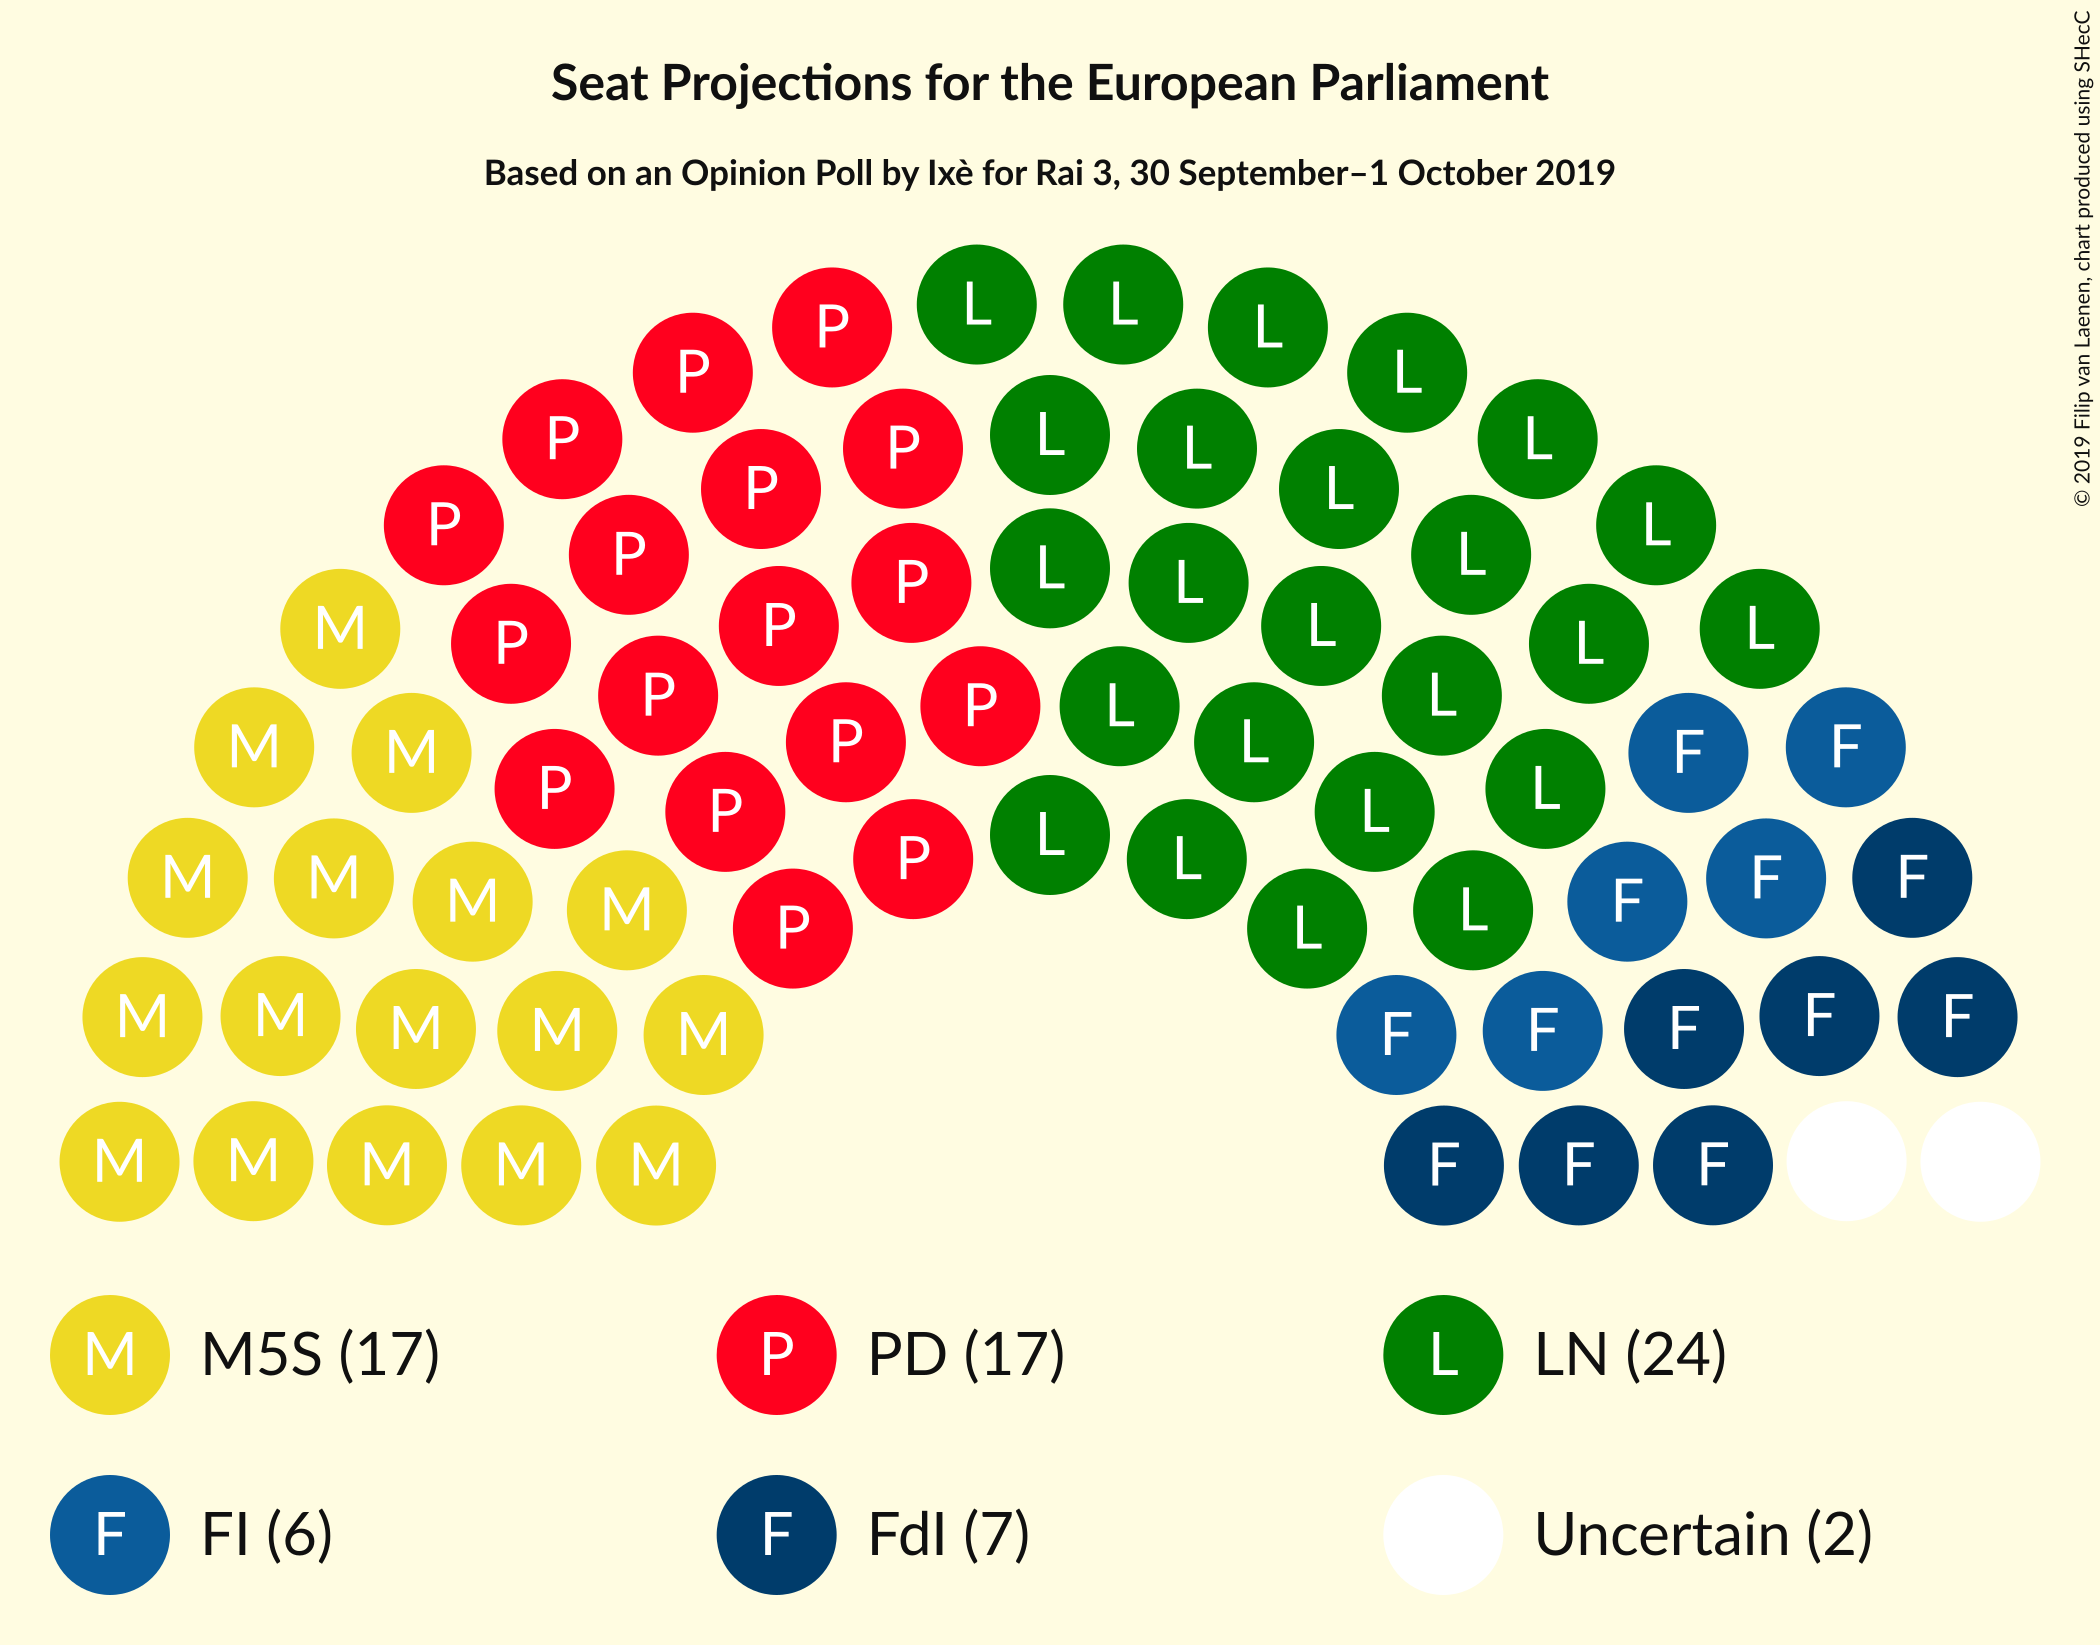 Seat Projections for the European Parliament
Based on an Opinion Poll by Ixè for Rai 3, 30 September–1 October 2019
© 2019 Filip van Laenen, chart produced using SHecC
L L
P L
P L
P L
P P L L
P L
P L
P L
P P L L
M P L L
P L
P L
P L
M M P P L L F F
P L
P L
P L
M M M F F F
M L
P L
M M M M M F F F F F
M M M M M F F F
M M5S (17) P PD (17) L LN (24)
F FI (6) F FdI (7) Uncertain (2)